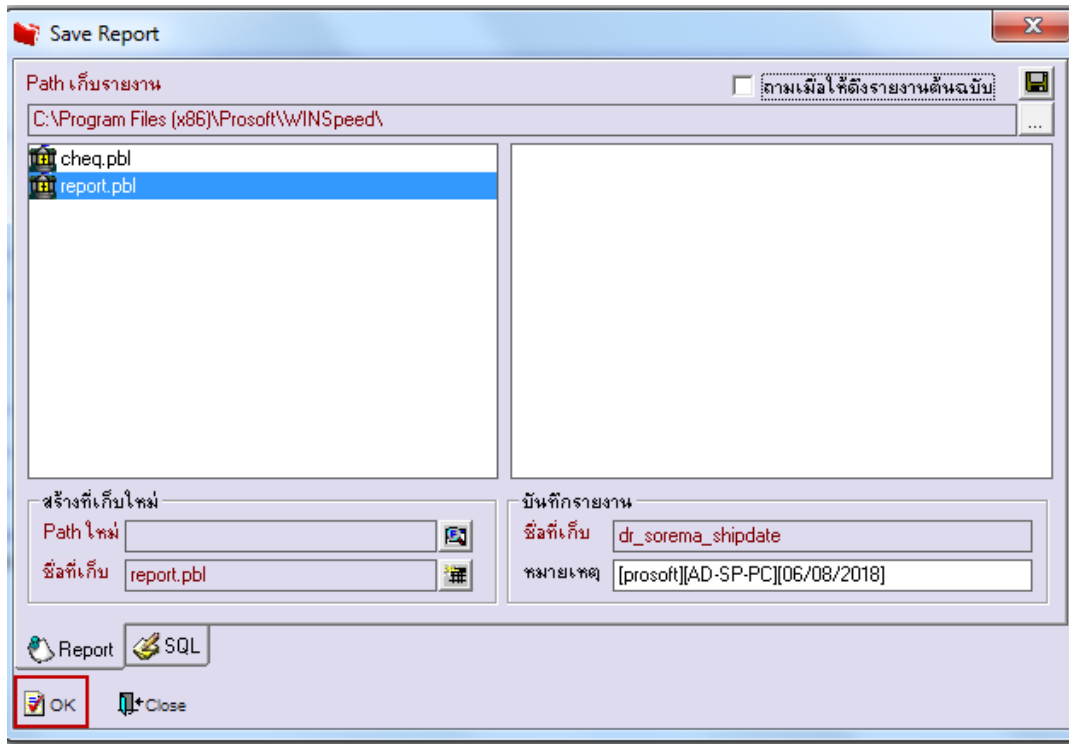 Save Report
Path เก็บรายงาน
ถามเมื่อให้ดึงรายงานต้นฉบับ
C:\Program Files (x86)\Prosoft\WINSpeed\
...
cheq.pbl
report.pbl
สร้างที่เก็บใหม่
Path ใหม่
ชื่อที่เก็บ report.pbl
บันทึกรายงาน
ชื่อที่เก็บ dr_sorema_shipdate
หมายเหตุ [prosoft][AD-SP-PC][06/08/2018]
Report SQL
OK Close